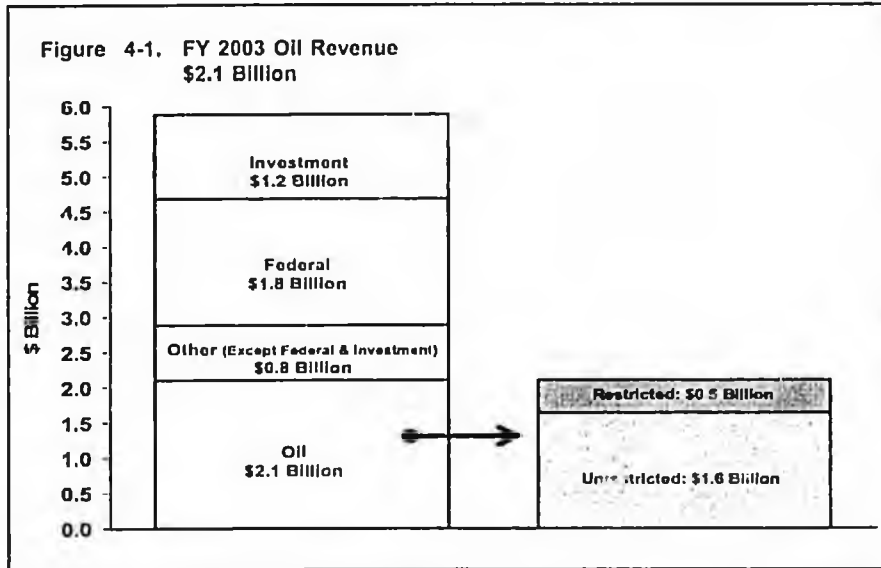 Figure 4-1. FY 2003 Oil Revenue
$2.1 Billion
6.0
5.5
5.0
4.5
4.0
3.5
3.0
2.5
2.0
1.5
1.0
0.5
0.0
$ Billion
Investment
$1.2 Billion
Federal
$1.8 Billion
Other (Except Federal & Investment)
$0.8 Billion
Oil
$2.1 Billion
Restricted: $0.5 Billion
Unrestricted: $1.6 Billion